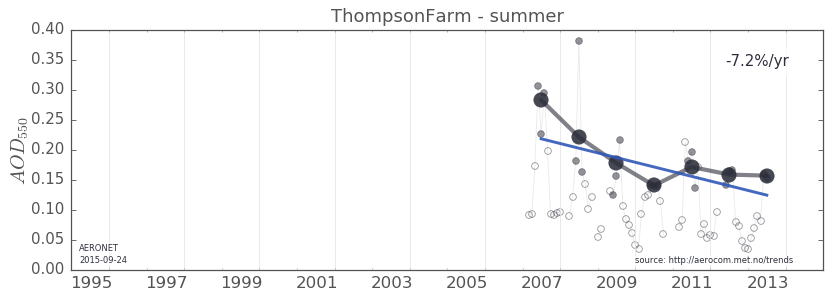 ThompsonFarm - summer
0.40
0.35
0.30
0.25
0.20
0.15
0.10
0.05
0.00
AOD550
-7.2%/yr
AERONET
2015-09-24
source: http://aerocom.met.no/trends
1995 1997 1999 2001 2003 2005 2007 2009 2011 2013